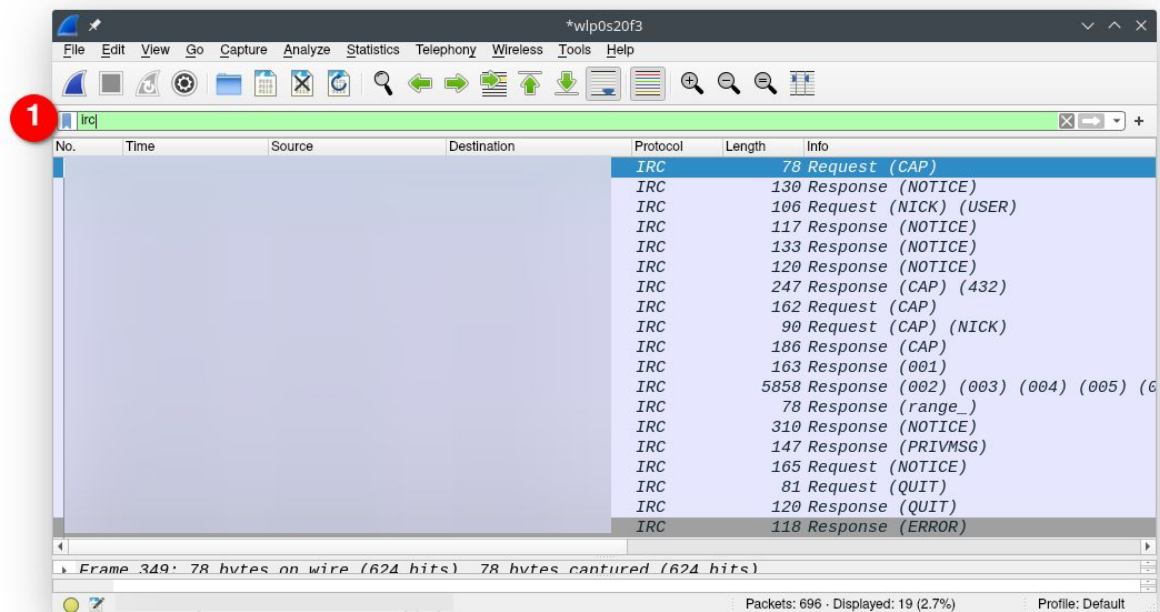 *wlp0s20f3
File Edit View Go Capture Analyze Statistics Telephony Wireless Tools Help
1
irc
No. Time Source Destination Protocol Length Info
IRC 78 Request (CAP)
IRC 130 Response (NOTICE)
IRC 106 Request (NICK) (USER)
IRC 117 Response (NOTICE)
IRC 133 Response (NOTICE)
IRC 120 Response (NOTICE)
IRC 247 Response (CAP) (432)
IRC 162 Request (CAP)
IRC 90 Request (CAP) (NICK)
IRC 186 Response (CAP)
IRC 163 Response (001)
IRC 5858 Response (002) (003) (004) (005) (
IRC 78 Response (range_)
IRC 310 Response (NOTICE)
IRC 147 Response (PRIVMSG)
IRC 165 Request (NOTICE)
IRC 81 Request (QUIT)
IRC 120 Response (QUIT)
IRC 118 Response (ERROR)
Frame 349: 78 bytes on wire (624 bits) 78 bytes captured (624 bits)
Packets: 696 · Displayed: 19 (2.7%) Profile: Default